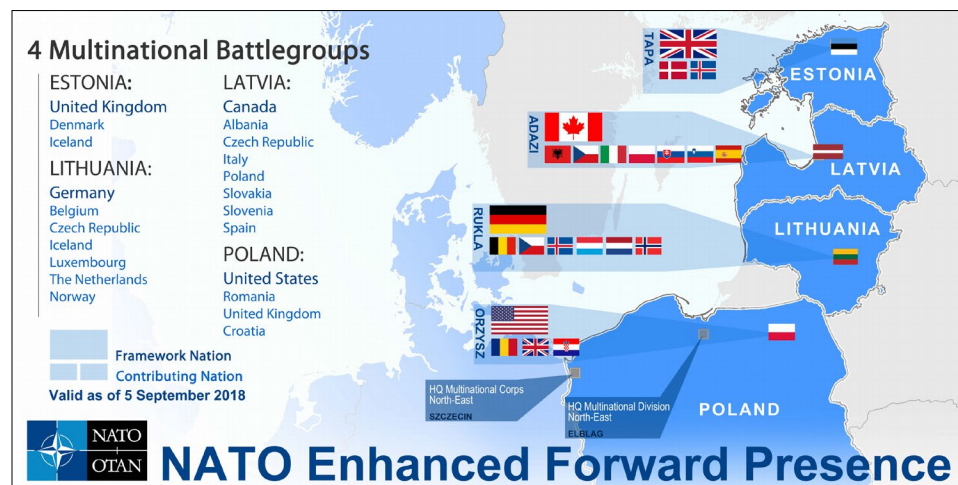 4 Multinational Battlegroups
ESTONIA:
United Kingdom
Denmark
Iceland
LITHUANIA:
Germany
Belgium
Czech Republic
Iceland
Luxembourg
The Netherlands
Norway
LATVIA:
Canada
Albania
Czech Republic
Italy
Poland
Slovakia
Slovenia
Spain
POLAND:
United States
Romania
United Kingdom
Croatia
Framework Nation
Contributing Nation
Valid as of 5 September 2018
TAPA
ESTONIA
ADAZI
LATVIA
RUKLA
LITHUANIA
ORZYSZ
HQ Multinational Corps
North-East
SZCZECIN
HQ Multinational Division
North-East
ELBLAG
POLAND
NATO
OTAN
NATO Enhanced Forward Presence